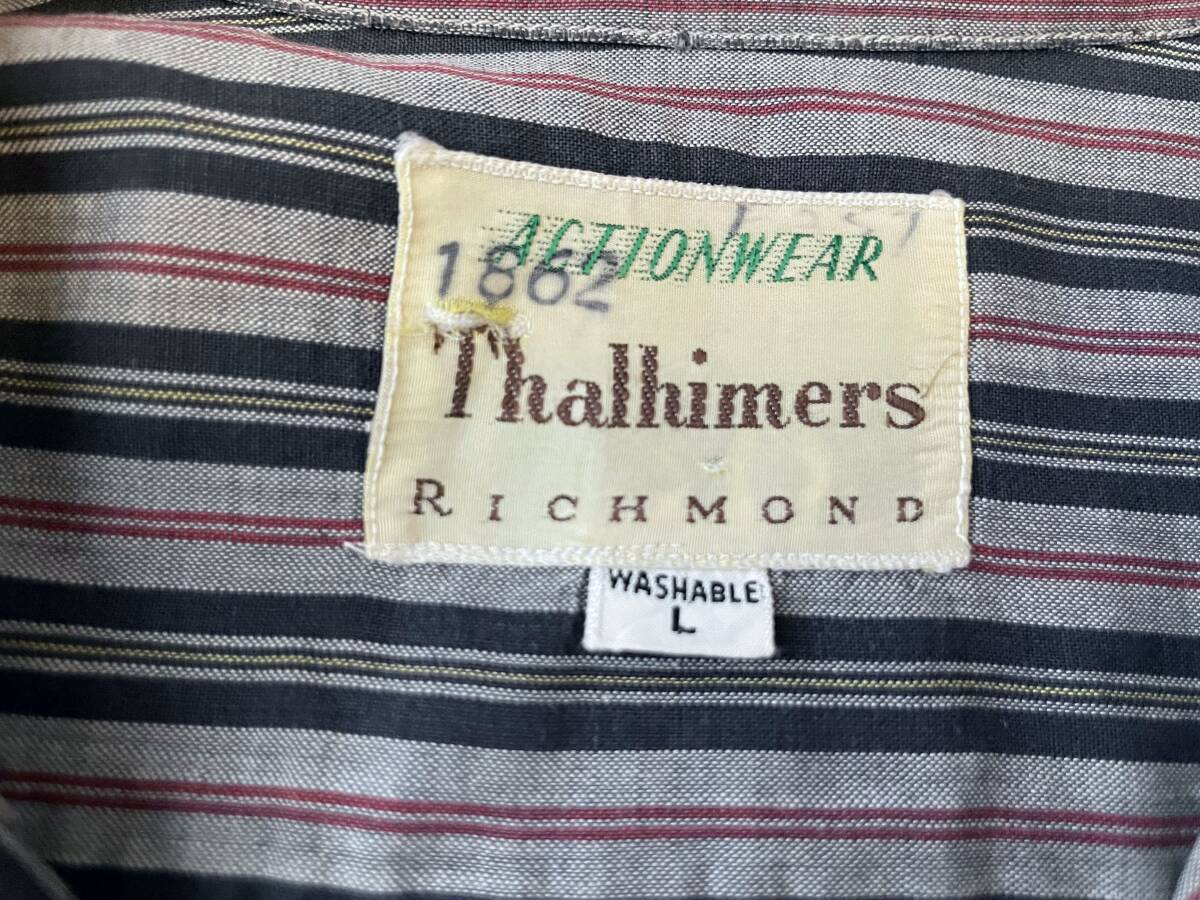 ACTIONWEAR
1862
Thalhimers
RICHMOND
WASHABLE
L